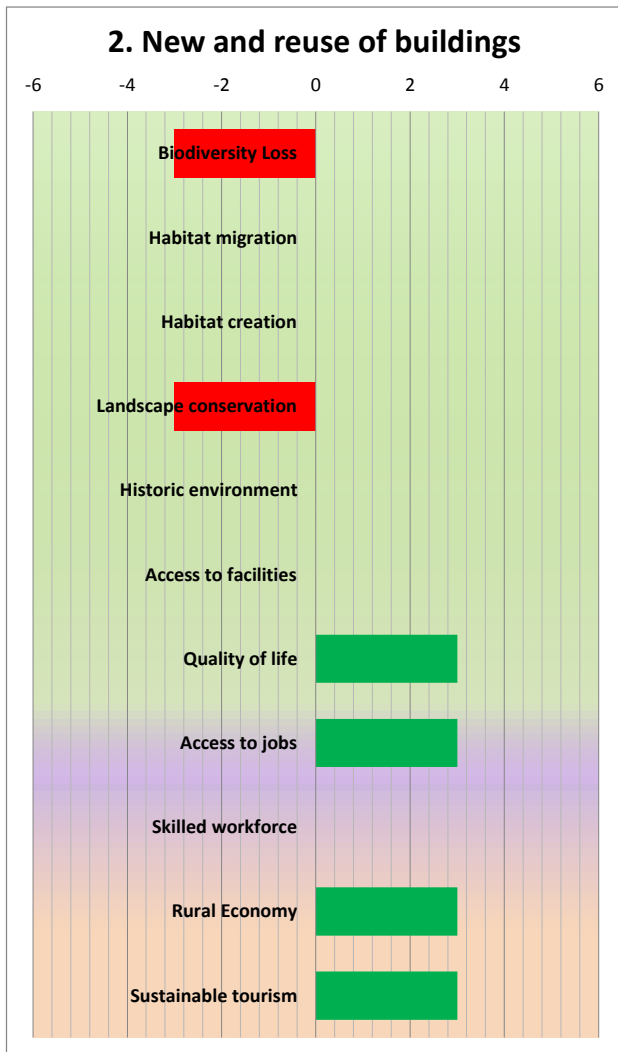 2. New and reuse of buildings
-6 -4 -2 0 2 4 6
Biodiversity Loss
Habitat migration
Habitat creation
Landscape conservation
Historic environment
Access to facilities
Quality of life
Access to jobs
Skilled workforce
Rural Economy
Sustainable tourism